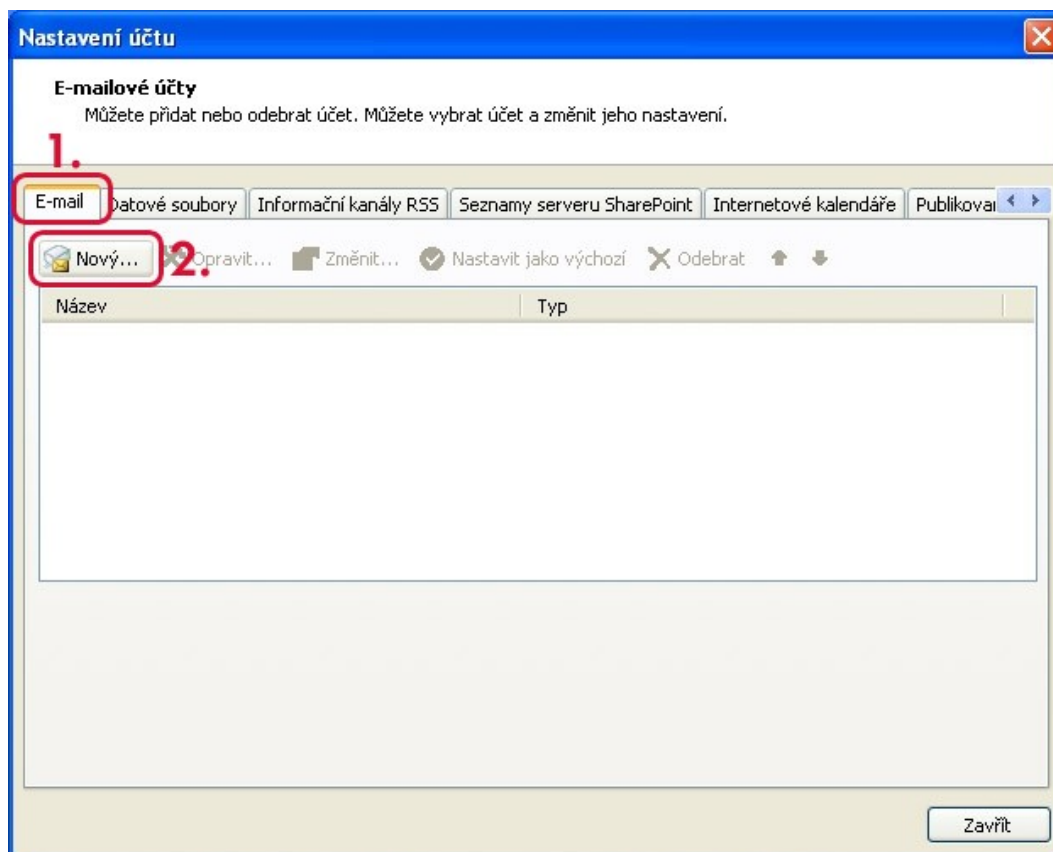 Nastavení účtu
E-mailové účty
Můžete přidat nebo odebrat účet. Můžete vybrat účet a změnit jeho nastavení.
1.
E-mail Datové soubory Informační kanály RSS Seznamy serveru SharePoint Internetové kalendáře
Nový... 2. Opravit... Změnit... Nastavit jako výchozí Odebrat
Název Typ
Zavřít